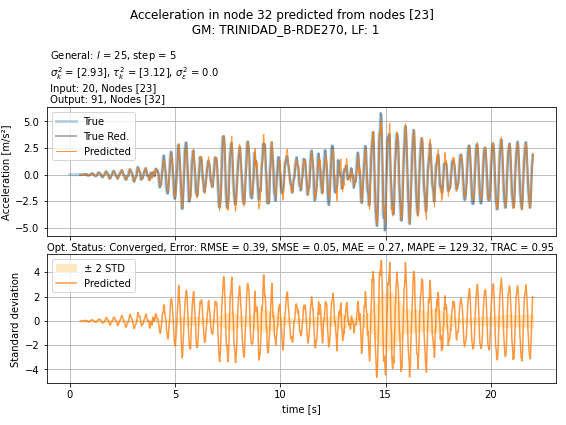 Acceleration in node 32 predicted from nodes [23]
GM: TRINIDAD_B-RDE270, LF: 1
General: l = 25, step = 5
σ²ₖ = [2.93], τ²ₖ = [3.12], σ²ε = 0.0
Input: 20, Nodes [23]
Output: 91, Nodes [32]
Acceleration [m/s²]
5.0
2.5
0.0
−2.5
−5.0
True
True Red.
Predicted
Opt. Status: Converged, Error: RMSE = 0.39, SMSE = 0.05, MAE = 0.27, MAPE = 129.32, TRAC = 0.95
Standard deviation
4
2
0
−2
−4
± 2 STD
Predicted
0 5 10 15 20
time [s]